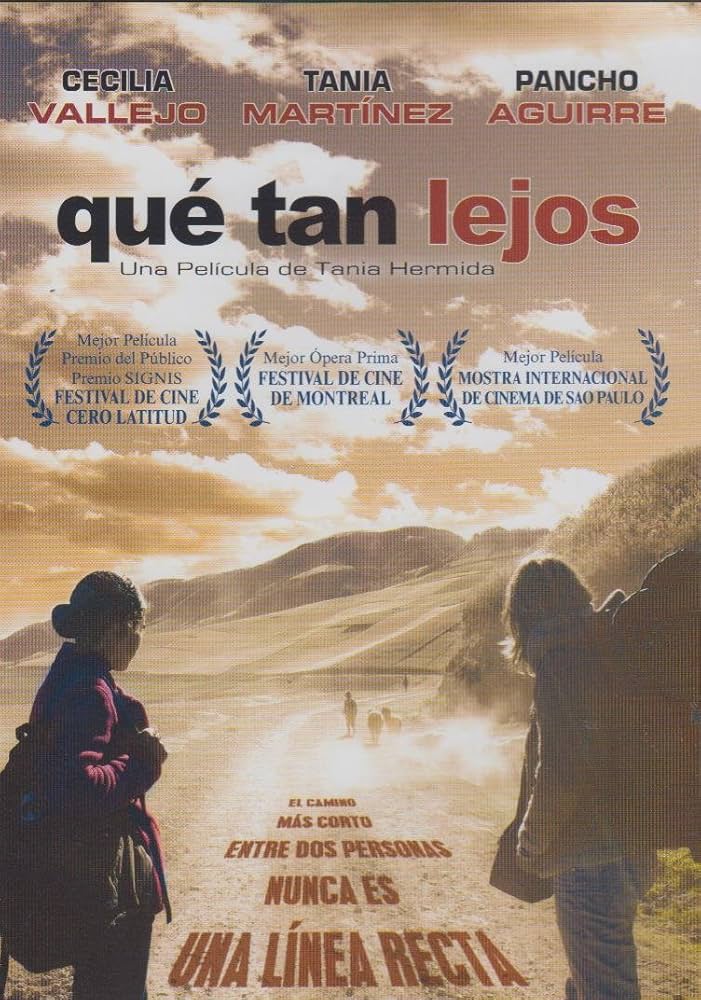 CECILIA VALLEJO
TANIA MARTÍNEZ
PANCHO AGUIRRE
qué tan lejos
Una Película de Tania Hermida
Mejor Película
Premio del Público
Premio SIGNIS
FESTIVAL DE CINE
CERO LATITUD
Mejor Ópera Prima
FESTIVAL DE CINE
DE MONTREAL
Mejor Película
MOSTRA INTERNACIONAL
DE CINEMA DE SAO PAULO
EL CAMINO
MÁS CORTO
ENTRE DOS PERSONAS
NUNCA ES
UNA LÍNEA RECTA